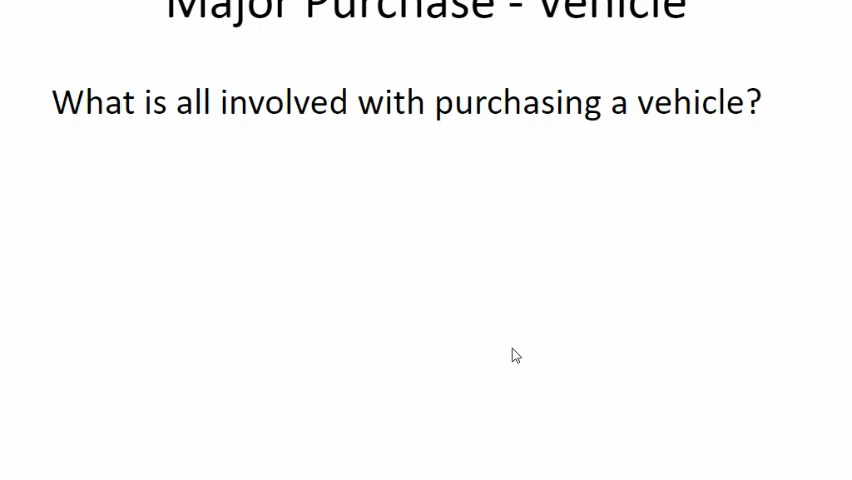 Major Purchase - Vehicle
What is all involved with purchasing a vehicle?